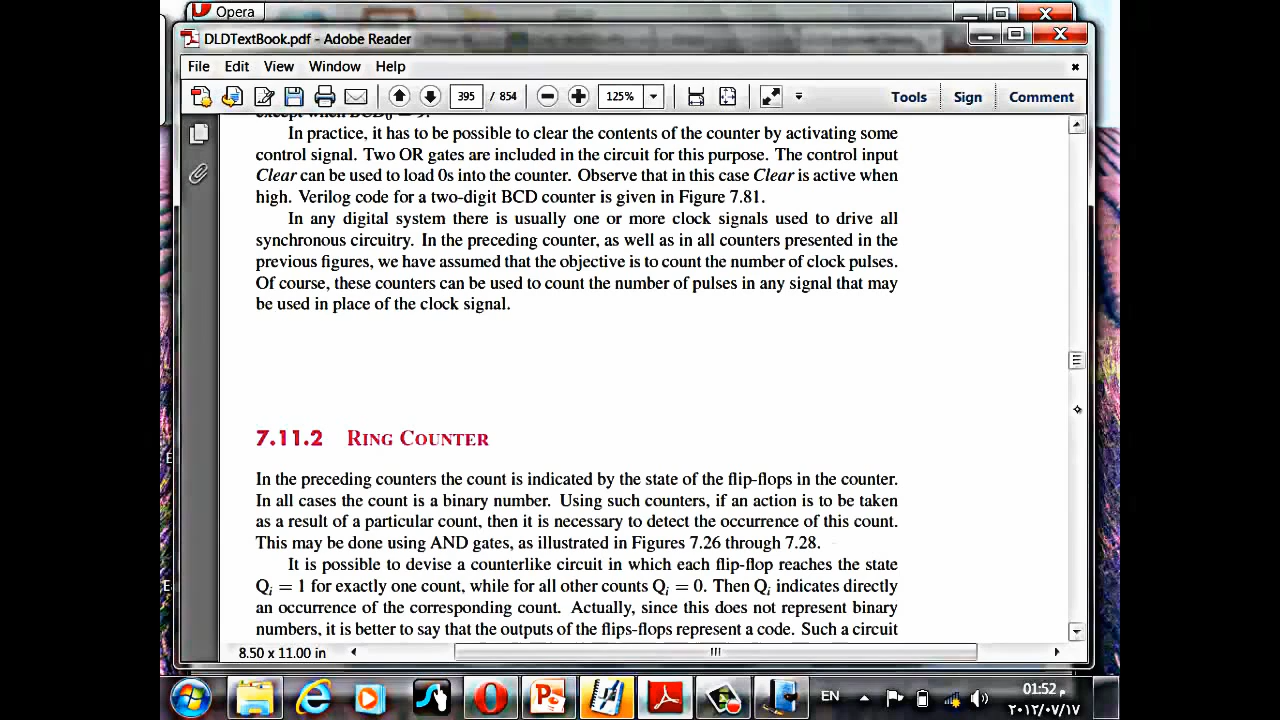 Opera
DLDTextBook.pdf - Adobe Reader
File Edit View Window Help
395 / 854 125% Tools Sign Comment
except when BCD0 = 9.
In practice, it has to be possible to clear the contents of the counter by activating some
control signal. Two OR gates are included in the circuit for this purpose. The control input
Clear can be used to load 0s into the counter. Observe that in this case Clear is active when
high. Verilog code for a two-digit BCD counter is given in Figure 7.81.
In any digital system there is usually one or more clock signals used to drive all
synchronous circuitry. In the preceding counter, as well as in all counters presented in the
previous figures, we have assumed that the objective is to count the number of clock pulses.
Of course, these counters can be used to count the number of pulses in any signal that may
be used in place of the clock signal.
7.11.2 RING COUNTER
In the preceding counters the count is indicated by the state of the flip-flops in the counter.
In all cases the count is a binary number. Using such counters, if an action is to be taken
as a result of a particular count, then it is necessary to detect the occurrence of this count.
This may be done using AND gates, as illustrated in Figures 7.26 through 7.28.
It is possible to devise a counterlike circuit in which each flip-flop reaches the state
Qi = 1 for exactly one count, while for all other counts Qi = 0. Then Qi indicates directly
an occurrence of the corresponding count. Actually, since this does not represent binary
numbers, it is better to say that the outputs of the flips-flops represent a code. Such a circuit
8.50 x 11.00 in
EN 01:52 م
٢٠١٢/٠٧/١٧